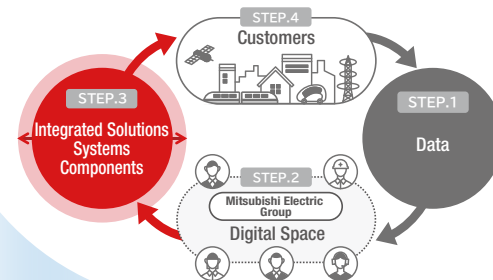 STEP.4
Customers
STEP.3
Integrated Solutions
Systems
Components
STEP.1
Data
STEP.2
Mitsubishi Electric
Group
Digital Space